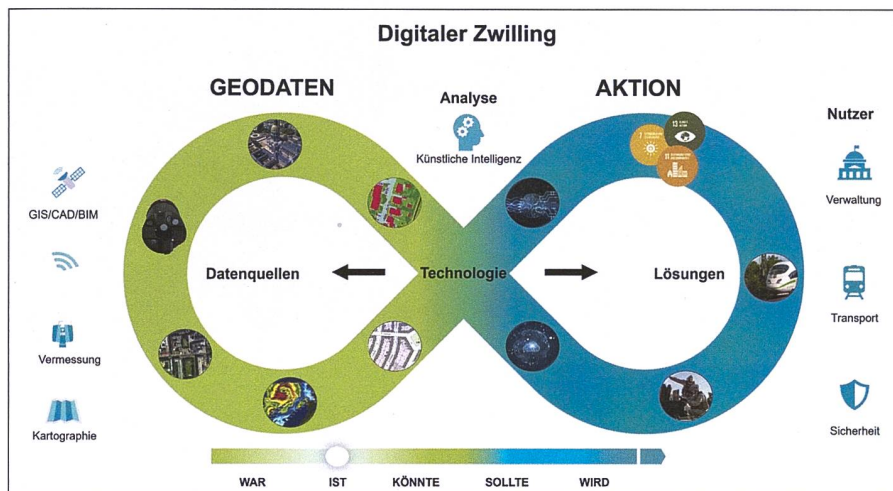 Digitaler Zwilling
GEODATEN
Analyse
AKTION
Künstliche Intelligenz
Nutzer
GIS/CAD/BIM
Verwaltung
Datenquellen
Technologie
Lösungen
Transport
Vermessung
Kartographie
Sicherheit
WAR
IST
KÖNNTE
SOLLTE
WIRD